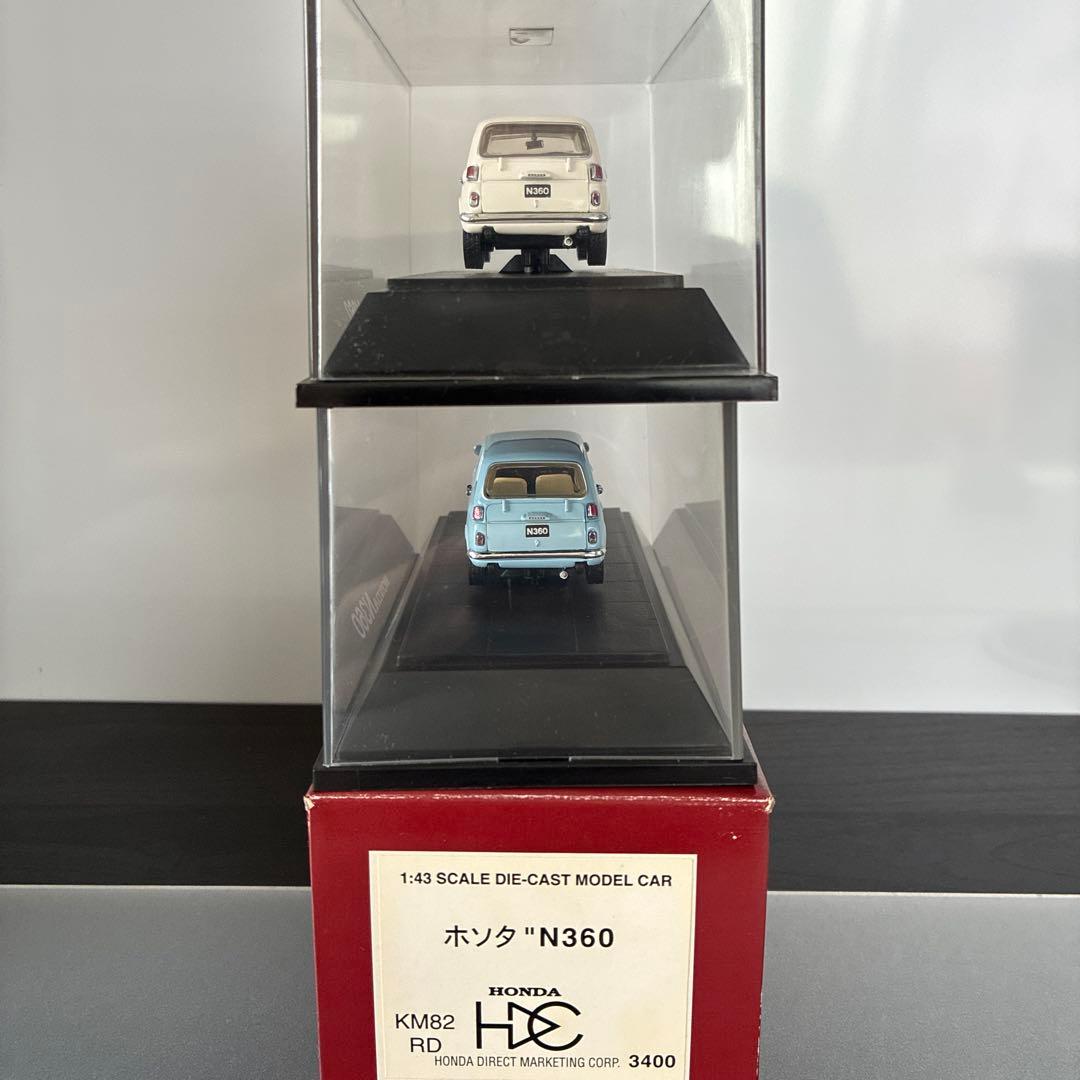 N360
N360
1:43 SCALE DIE-CAST MODEL CAR
ホソタ "N360
HONDA
HDC
KM82
RD
HONDA DIRECT MARKETING CORP. 3400